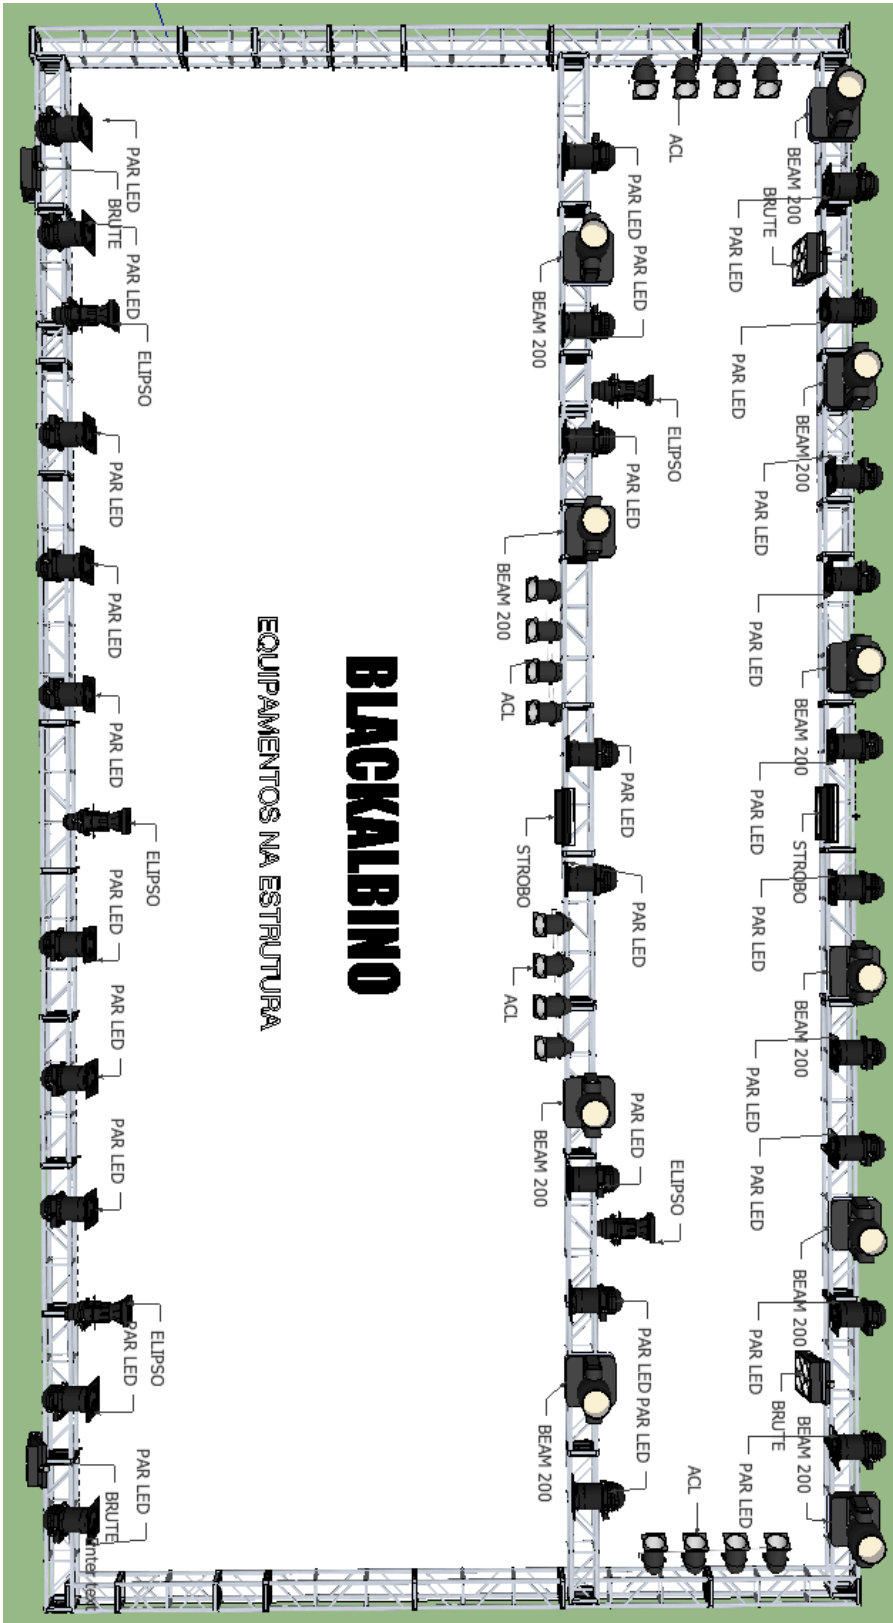 ACL
BEAM 200
BRUTE
PAR LED
PAR LED
BEAM 200
PAR LED
PAR LED
BEAM 200
PAR LED
STROBO
PAR LED
BEAM 200
PAR LED
PAR LED
BEAM 200
PAR LED
BRUTE
BEAM 200
PAR LED
ACL
PAR LED
PAR LED
BEAM 200
ELIPSO
PAR LED
BEAM 200
ACL
PAR LED
STROBO
PAR LED
ACL
BEAM 200
PAR LED
ELIPSO
PAR LED
PAR LED
BEAM 200
BLACKALBINO
EQUIPAMENTOS NA ESTRUTURA
PAR LED
BRUTE
PAR LED
ELIPSO
PAR LED
PAR LED
PAR LED
ELIPSO
PAR LED
PAR LED
PAR LED
ELIPSO
PAR LED
PAR LED
BRUTE
Enter text